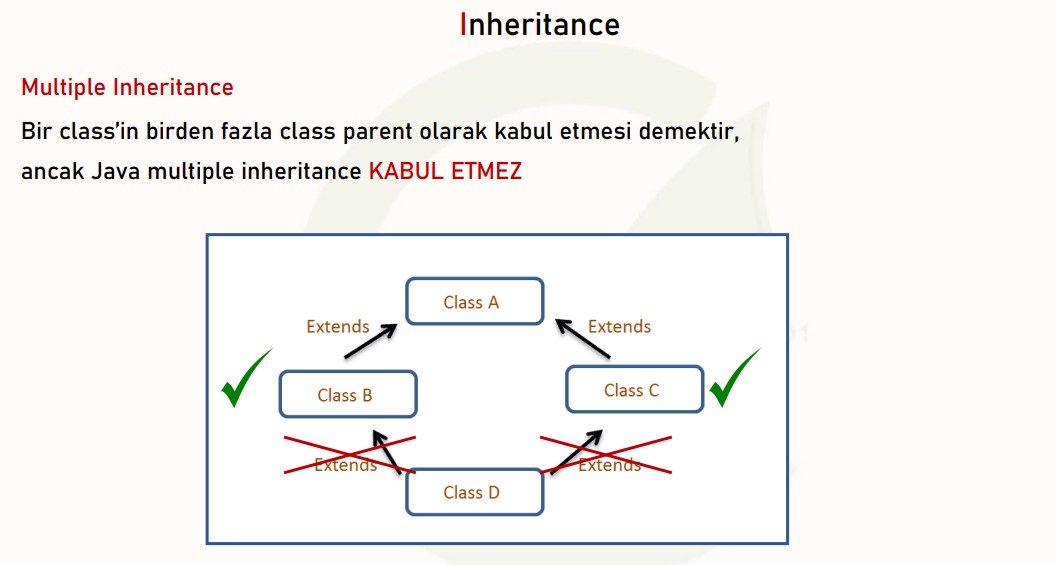 Inheritance
Multiple Inheritance
Bir class’in birden fazla class parent olarak kabul etmesi demektir,
ancak Java multiple inheritance KABUL ETMEZ
Class A
Extends
Extends
Class B
Class C
Extends
Extends
Class D